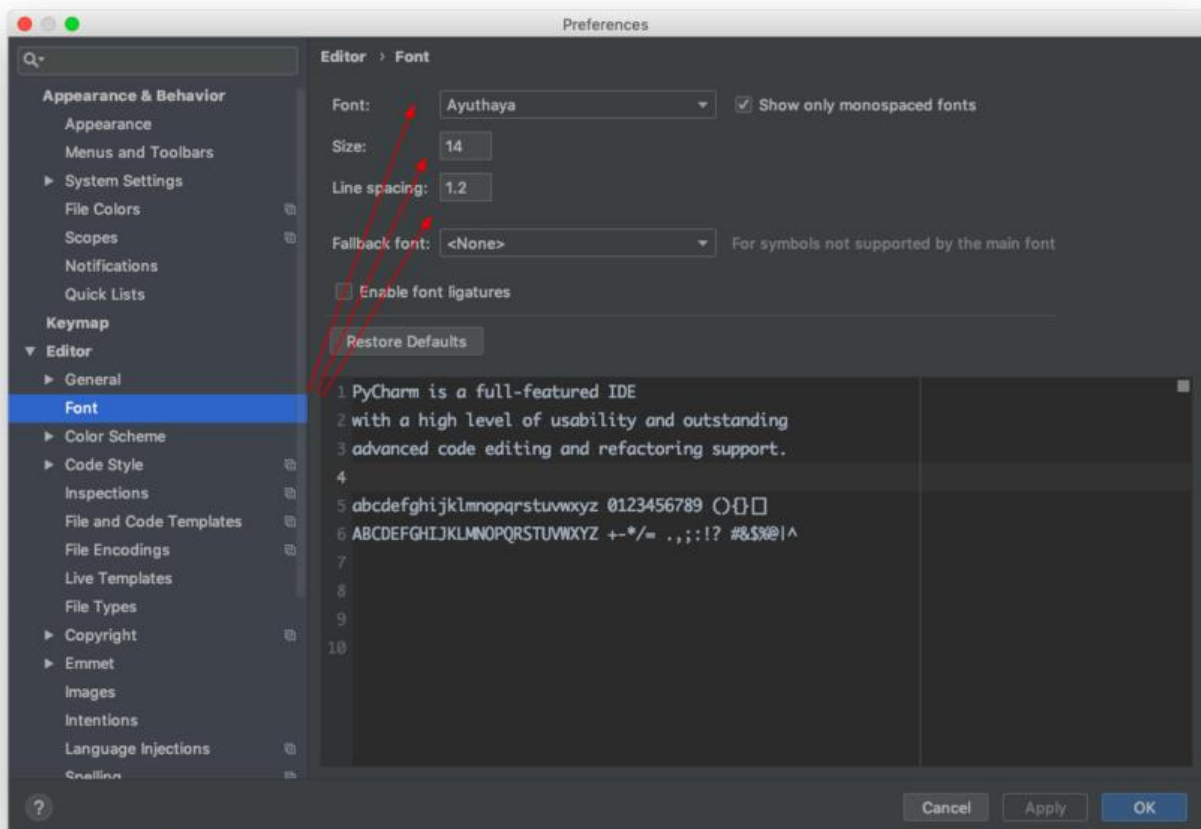 Preferences
Appearance & Behavior
Appearance
Menus and Toolbars
System Settings
File Colors
Scopes
Notifications
Quick Lists
Keymap
Editor
General
Font
Color Scheme
Code Style
Inspections
File and Code Templates
File Encodings
Live Templates
File Types
Copyright
Emmet
Images
Intentions
Language Injections
Spelling
Editor › Font
Font: Ayuthaya Show only monospaced fonts
Size: 14
Line spacing: 1.2
Fallback font: <None> For symbols not supported by the main font
Enable font ligatures
Restore Defaults
1 PyCharm is a full-featured IDE
2 with a high level of usability and outstanding
3 advanced code editing and refactoring support.
4
5 abcdefghijklmnopqrstuvwxyz 0123456789 (){}[]
6 ABCDEFGHIJKLMNOPQRSTUVWXYZ +-*/= .,;:!? #&$%@|^
7
8
9
10
? Cancel Apply OK